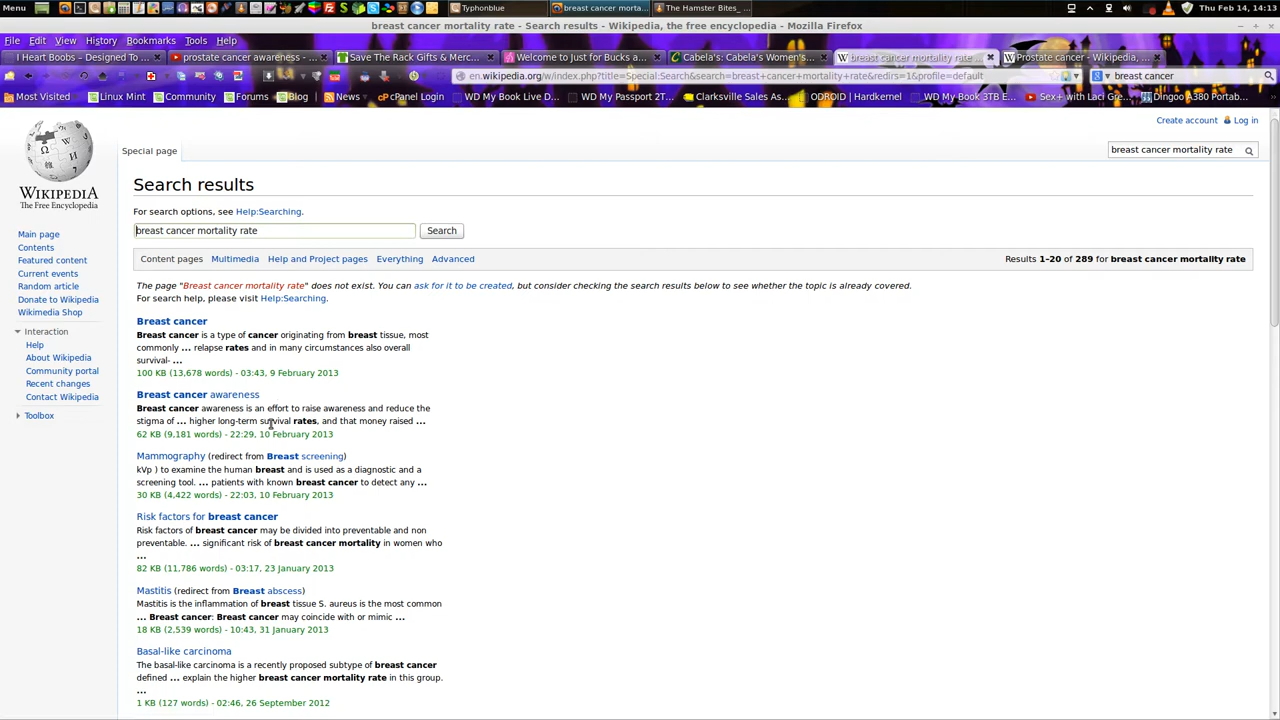 Menu
Typhonblue
breast cancer morta...
The Hamster Bites_ ...
Thu Feb 14, 14:13
breast cancer mortality rate - Search results - Wikipedia, the free encyclopedia - Mozilla Firefox
File Edit View History Bookmarks Tools Help
I Heart Boobs – Designed To ...
prostate cancer awareness - ...
Save The Rack Gifts & Merc...
Welcome to Just for Bucks a...
Cabela's: Cabela's Women's...
breast cancer mortality rate ...
Prostate cancer - Wikipedia, ...
en.wikipedia.org/w/index.php?title=Special:Search&search=breast+cancer+mortality+rate&redirs=1&profile=default
breast cancer
Most Visited Linux Mint Community Forums Blog News cPanel Login WD My Book Live D... WD My Passport 2T... Clarksville Sales As... ODROID | Hardkernel WD My Book 3TB E... Sex+ with Laci Gre... Dingoo A380 Portab...
Create account Log in
Special page
breast cancer mortality rate
WIKIPEDIA
The Free Encyclopedia
Main page
Contents
Featured content
Current events
Random article
Donate to Wikipedia
Wikimedia Shop
Interaction
Help
About Wikipedia
Community portal
Recent changes
Contact Wikipedia
Toolbox
Search results
For search options, see Help:Searching.
breast cancer mortality rate
Search
Content pages Multimedia Help and Project pages Everything Advanced
Results 1–20 of 289 for breast cancer mortality rate
The page "Breast cancer mortality rate" does not exist. You can ask for it to be created, but consider checking the search results below to see whether the topic is already covered.
For search help, please visit Help:Searching.
Breast cancer
Breast cancer is a type of cancer originating from breast tissue, most
commonly ... relapse rates and in many circumstances also overall
survival- ...
100 KB (13,678 words) - 03:43, 9 February 2013
Breast cancer awareness
Breast cancer awareness is an effort to raise awareness and reduce the
stigma of ... higher long-term survival rates, and that money raised ...
62 KB (9,181 words) - 22:29, 10 February 2013
Mammography (redirect from Breast screening)
kVp ) to examine the human breast and is used as a diagnostic and a
screening tool. ... patients with known breast cancer to detect any ...
30 KB (4,422 words) - 22:03, 10 February 2013
Risk factors for breast cancer
Risk factors of breast cancer may be divided into preventable and non
preventable. ... significant risk of breast cancer mortality in women who
...
82 KB (11,786 words) - 03:17, 23 January 2013
Mastitis (redirect from Breast abscess)
Mastitis is the inflammation of breast tissue S. aureus is the most common
... Breast cancer: Breast cancer may coincide with or mimic ...
18 KB (2,539 words) - 10:43, 31 January 2013
Basal-like carcinoma
The basal-like carcinoma is a recently proposed subtype of breast cancer
defined ... explain the higher breast cancer mortality rate in this group.
...
1 KB (127 words) - 02:46, 26 September 2012